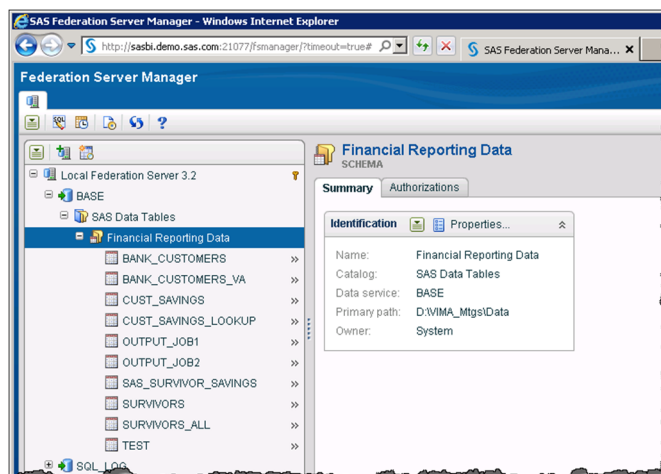 SAS Federation Server Manager - Windows Internet Explorer
http://sasbi.demo.sas.com:21077/fsmanager/?timeout=true#
SAS Federation Server Mana...
Federation Server Manager
SQL
Financial Reporting Data
SCHEMA
Local Federation Server 3.2
Summary
Authorizations
BASE
SAS Data Tables
Identification
Properties...
Financial Reporting Data
BANK_CUSTOMERS
Name: Financial Reporting Data
BANK_CUSTOMERS_VA
Catalog: SAS Data Tables
CUST_SAVINGS
Data service: BASE
CUST_SAVINGS_LOOKUP
Primary path: D:\VIMA_Mtgs\Data
OUTPUT_JOB1
Owner: System
OUTPUT_JOB2
SAS_SURVIVOR_SAVINGS
SURVIVORS
SURVIVORS_ALL
TEST
SQL_LOG